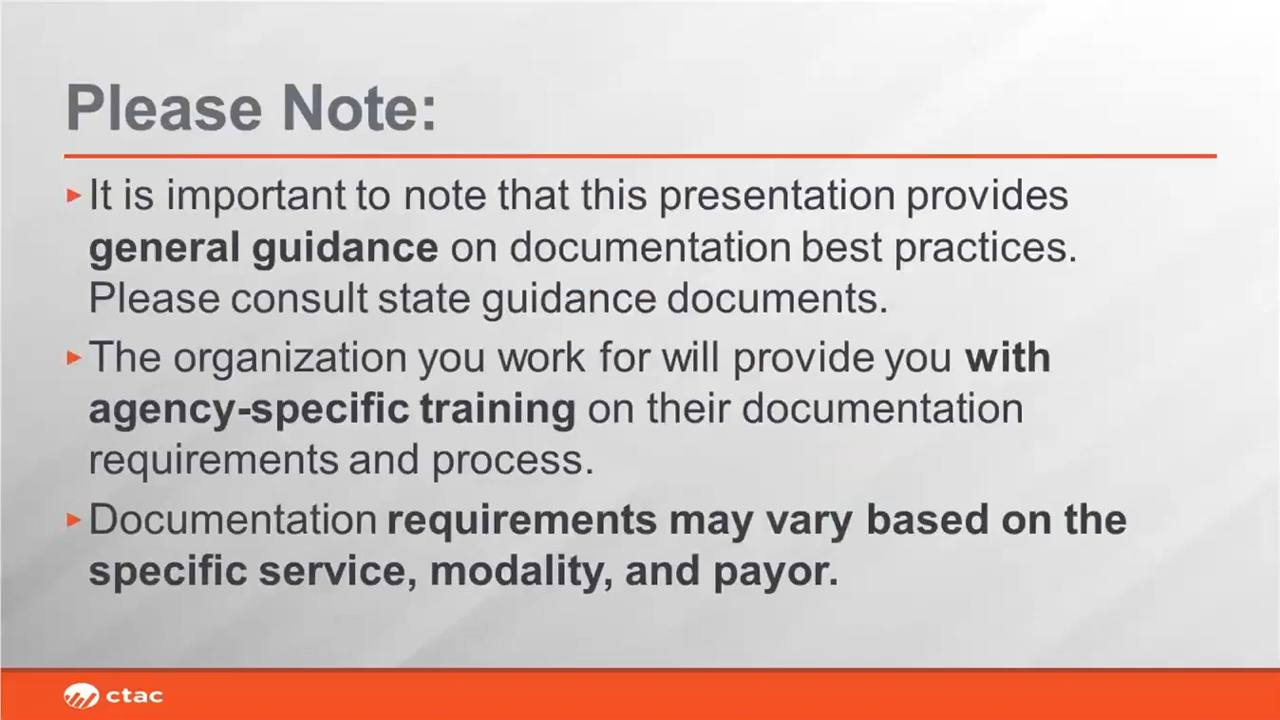 Please Note:
It is important to note that this presentation provides
general guidance on documentation best practices.
Please consult state guidance documents.
The organization you work for will provide you with
agency-specific training on their documentation
requirements and process.
Documentation requirements may vary based on the
specific service, modality, and payor.
ctac